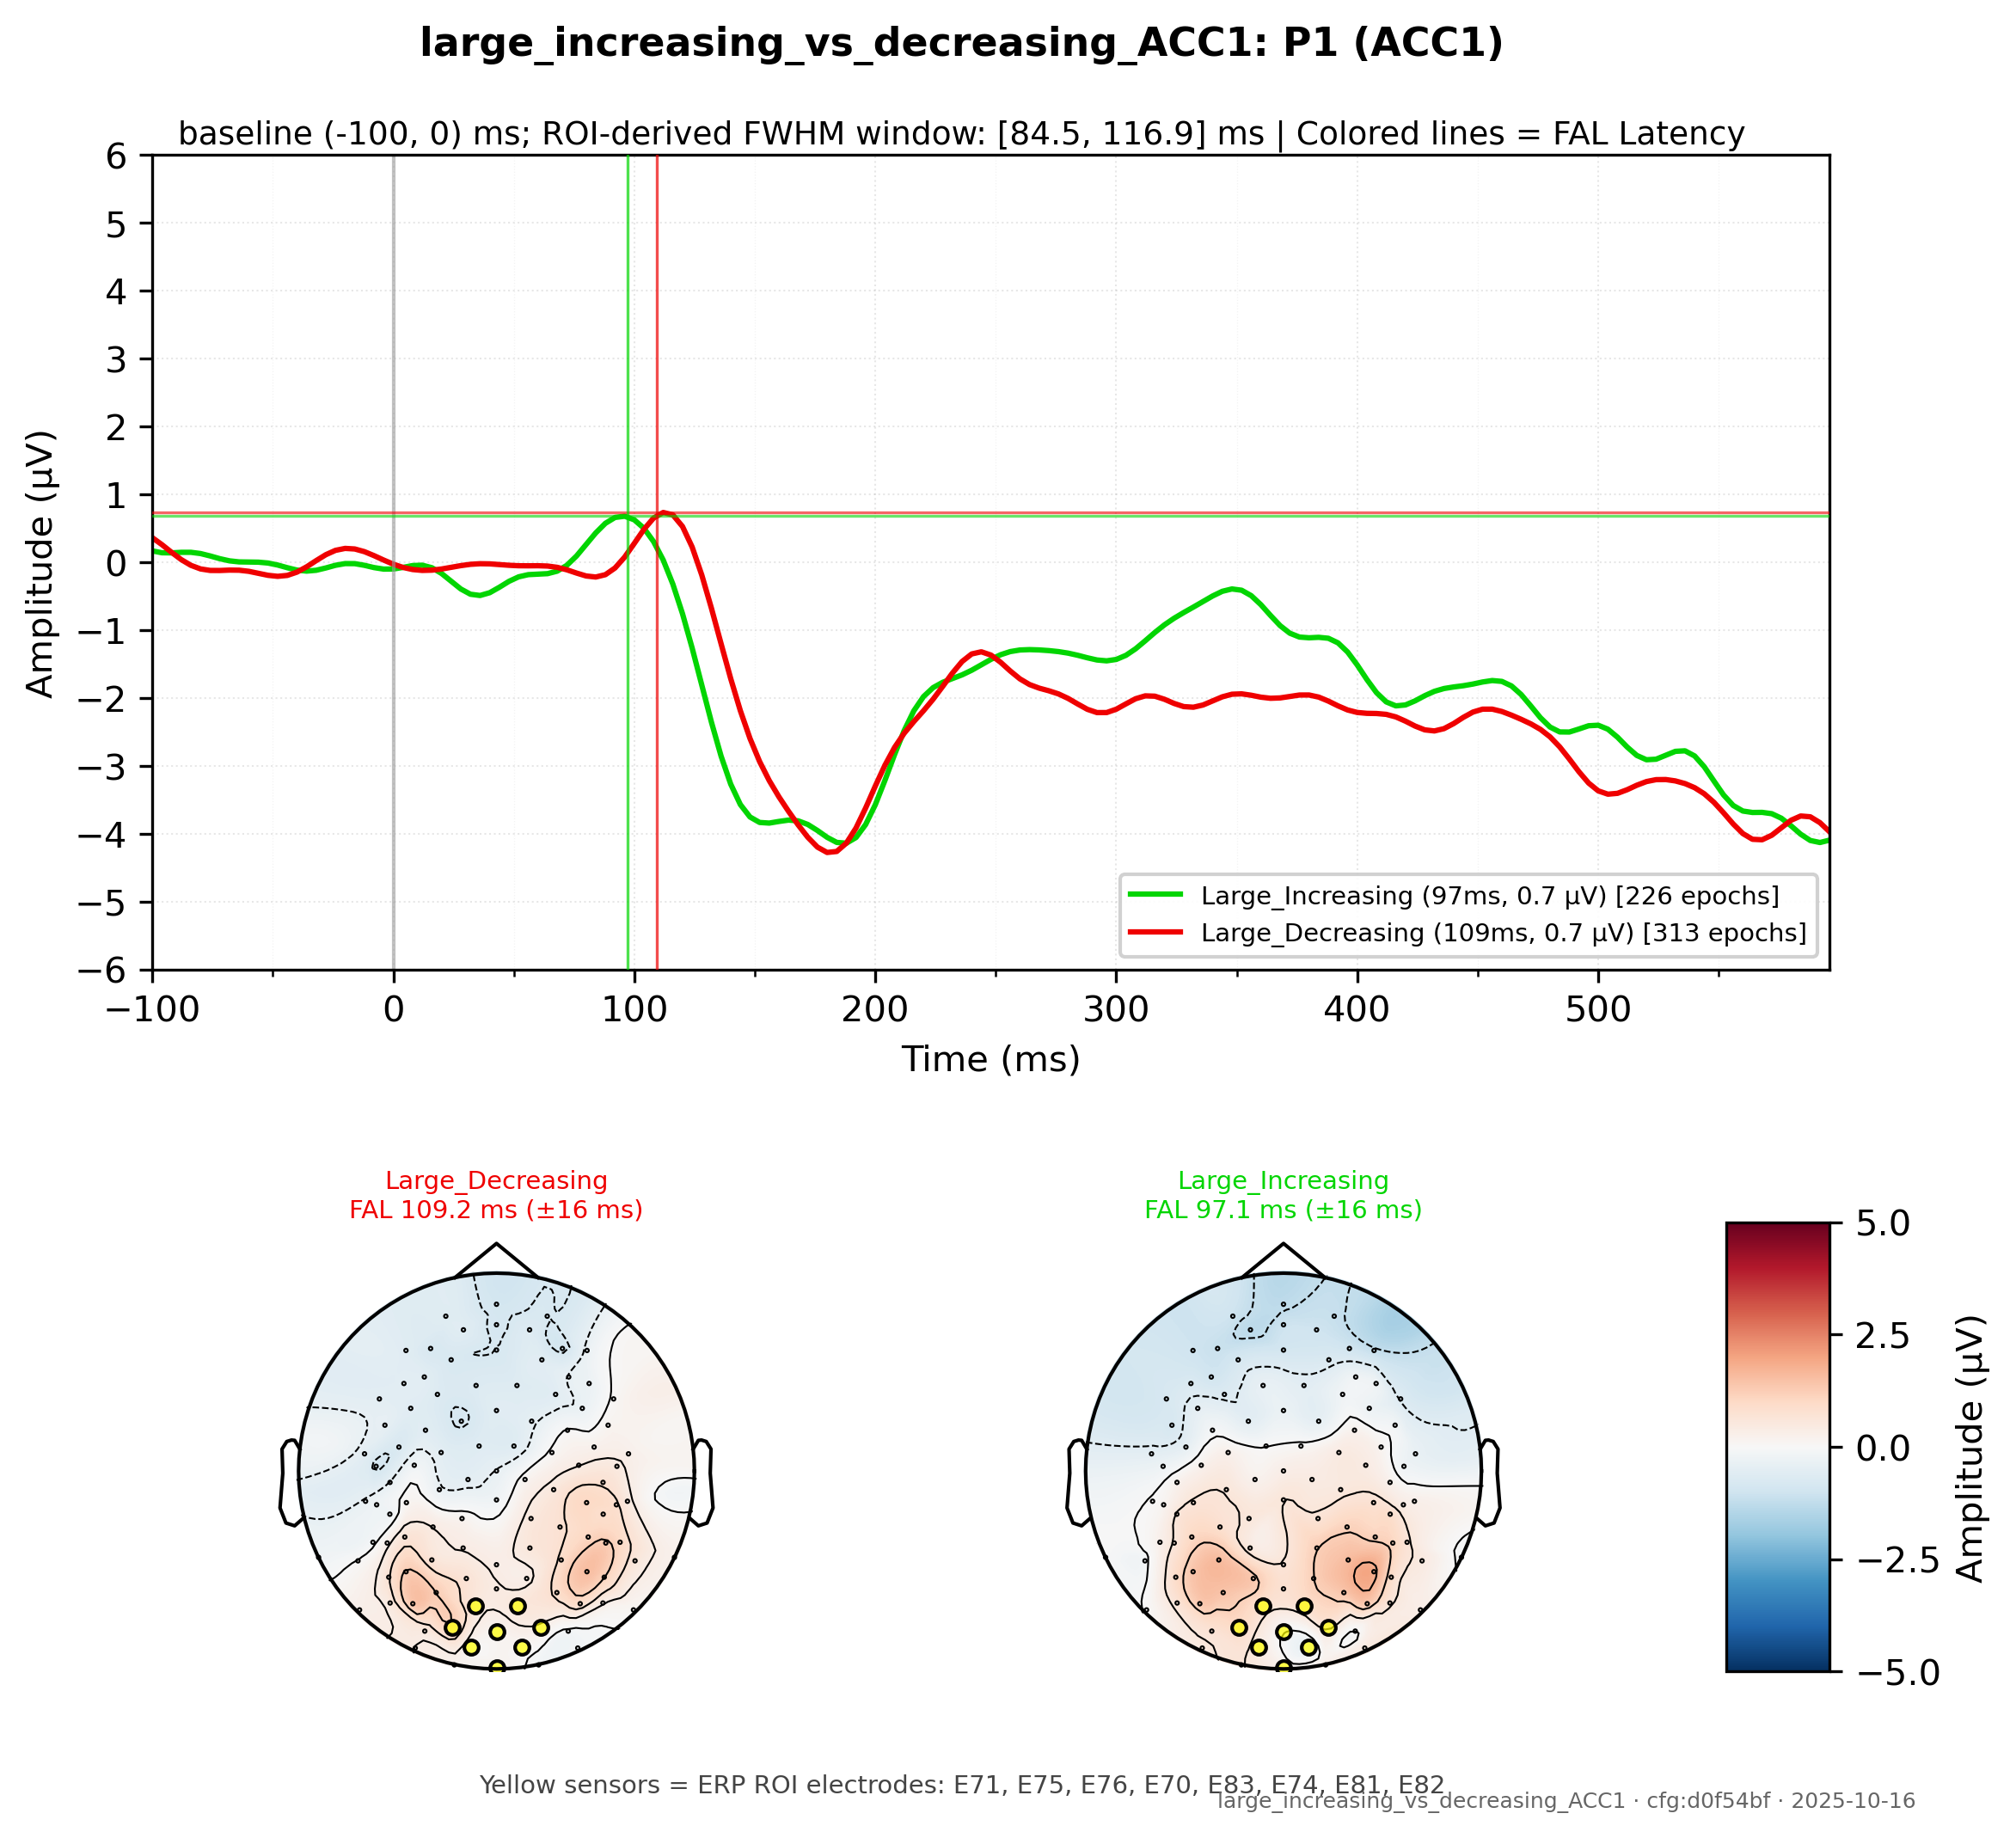 large_increasing_vs_decreasing_ACC1: P1 (ACC1)
baseline (-100, 0) ms; ROI-derived FWHM window: [84.5, 116.9] ms | Colored lines = FAL Latency
6
5
4
3
2
1
0
−1
−2
−3
−4
−5
−6
Amplitude (µV)
Large_Increasing (97ms, 0.7 µV) [226 epochs]
Large_Decreasing (109ms, 0.7 µV) [313 epochs]
−100 0 100 200 300 400 500
Time (ms)
Large_Decreasing
FAL 109.2 ms (±16 ms)
Large_Increasing
FAL 97.1 ms (±16 ms)
5.0
2.5
0.0
−2.5
−5.0
Amplitude (µV)
Yellow sensors = ERP ROI electrodes: E71, E75, E76, E70, E83, E74, E81, E82
large_increasing_vs_decreasing_ACC1 · cfg:d0f54bf · 2025-10-16